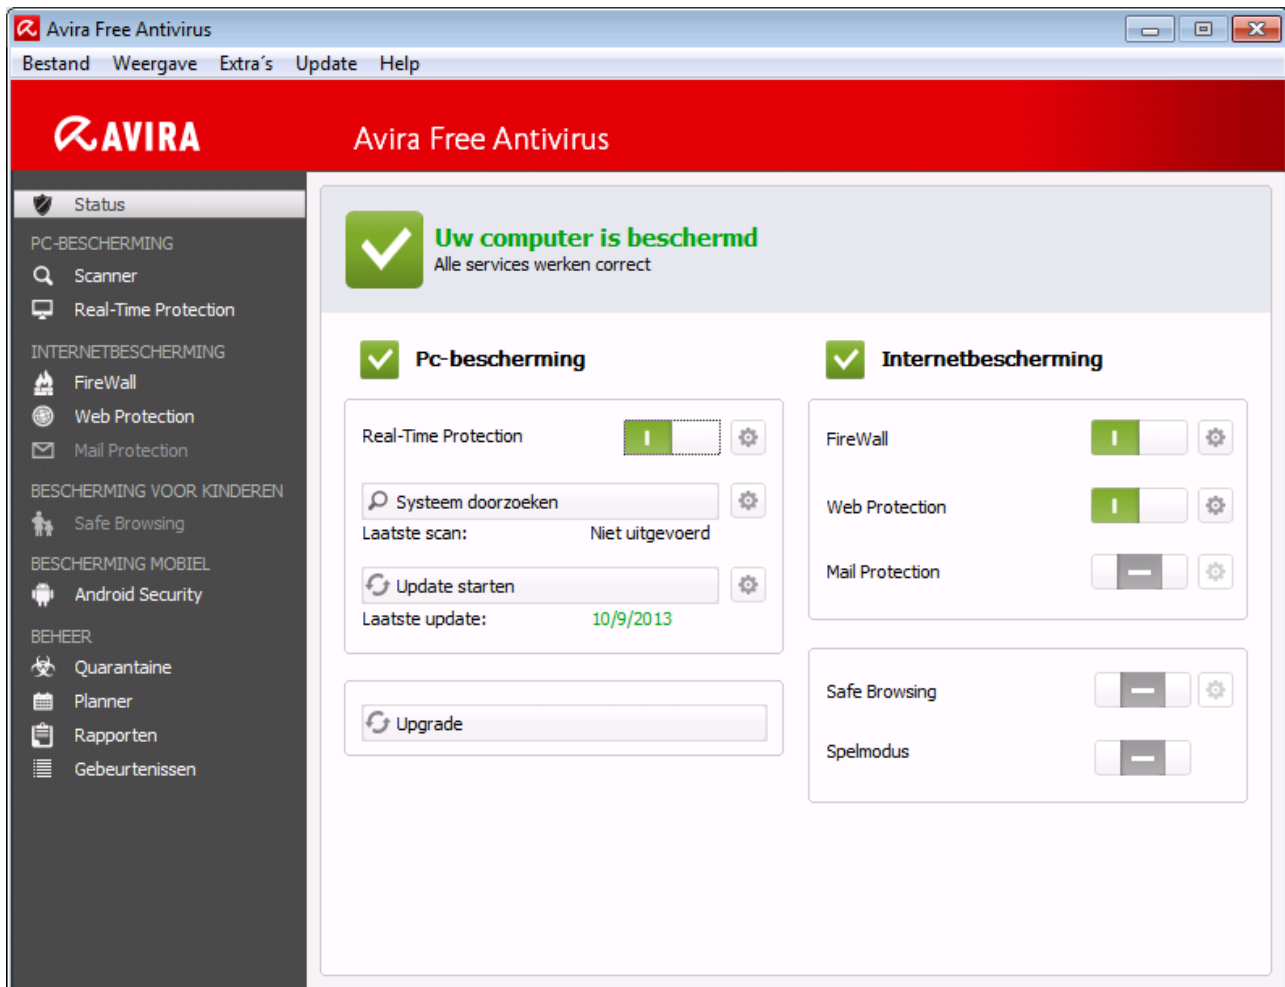 Avira Free Antivirus
Bestand Weergave Extra´s Update Help
AVIRA
Avira Free Antivirus
Status
PC-BESCHERMING
Scanner
Real-Time Protection
INTERNETBESCHERMING
FireWall
Web Protection
Mail Protection
BESCHERMING VOOR KINDEREN
Safe Browsing
BESCHERMING MOBIEL
Android Security
BEHEER
Quarantaine
Planner
Rapporten
Gebeurtenissen
Uw computer is beschermd
Alle services werken correct
Pc-bescherming
Real-Time Protection
Systeem doorzoeken
Laatste scan: Niet uitgevoerd
Update starten
Laatste update: 10/9/2013
Upgrade
Internetbescherming
FireWall
Web Protection
Mail Protection
Safe Browsing
Spelmodus